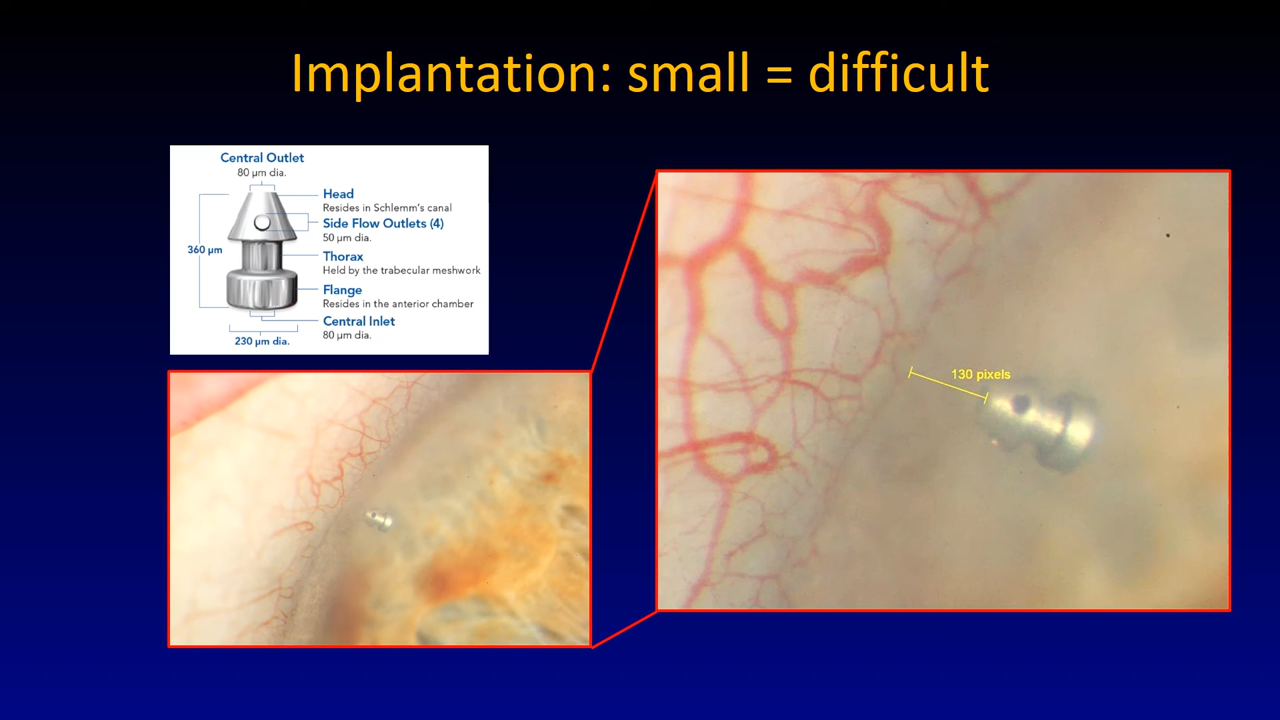 Implantation: small = difficult
Central Outlet
80 µm dia.
Head
Resides in Schlemm's canal
Side Flow Outlets (4)
50 µm dia.
360 µm
Thorax
Held by the trabecular meshwork
Flange
Resides in the anterior chamber
Central Inlet
80 µm dia.
230 µm dia.
130 pixels